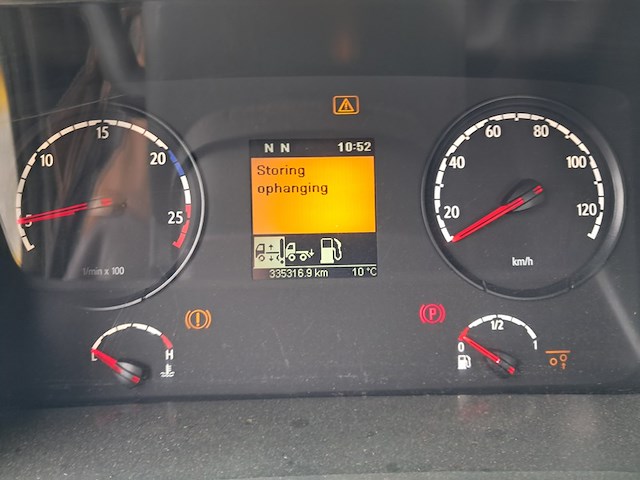 N N 10:52
Storing
ophanging
335316.9 km 10 °C
5 10 15 20 25
1/min x 100
20 40 60 80 100 120
km/h
H
P
0 1/2 1